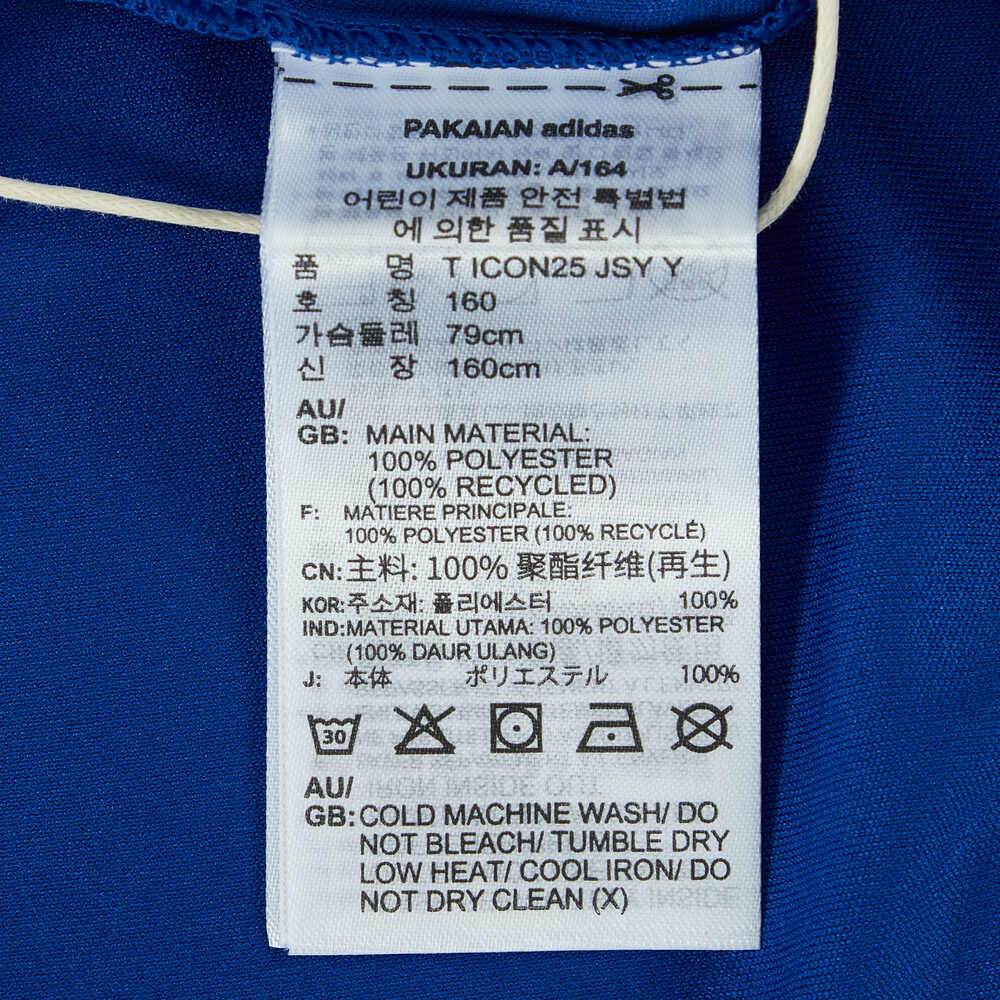 PAKAIAN adidas
UKURAN: A/164
어린이 제품 안전 특별법
에 의한 품질 표시
품 명 T ICON25 JSY Y
호 칭 160
가슴둘레 79cm
신 장 160cm
AU/
GB: MAIN MATERIAL:
100% POLYESTER
(100% RECYCLED)
F: MATIERE PRINCIPALE:
100% POLYESTER (100% RECYCLÉ)
CN: 主料: 100% 聚酯纤维(再生)
KOR: 주소재: 폴리에스터 100%
IND: MATERIAL UTAMA: 100% POLYESTER
(100% DAUR ULANG)
J: 本体 ポリエステル 100%
30
AU/
GB: COLD MACHINE WASH/ DO
NOT BLEACH/ TUMBLE DRY
LOW HEAT/ COOL IRON/ DO
NOT DRY CLEAN (X)